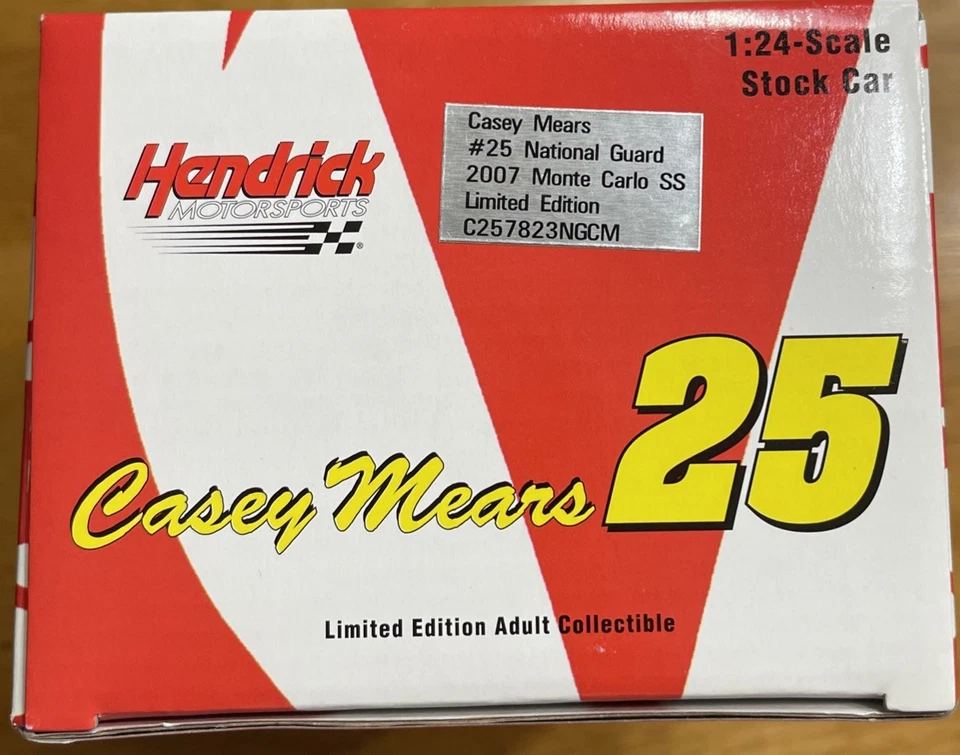 1:24-Scale
Stock Car
Hendrick
MOTORSPORTS
®
Casey Mears
#25 National Guard
2007 Monte Carlo SS
Limited Edition
C257823NGCM
Casey Mears 25
Limited Edition Adult Collectible